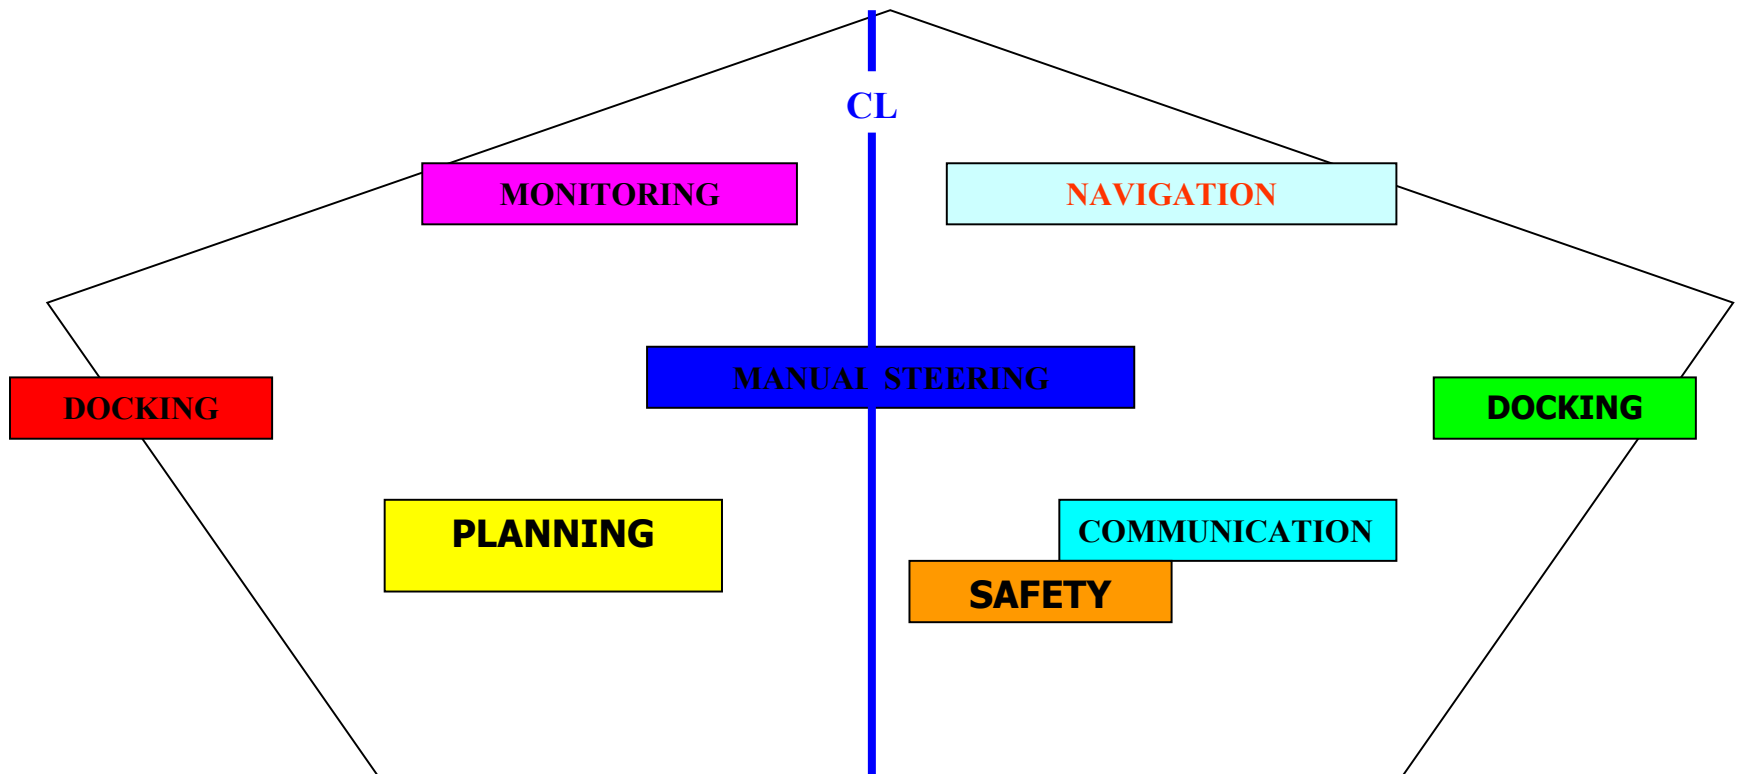 CL
MONITORING
NAVIGATION
MANUAL STEERING
DOCKING
DOCKING
PLANNING
COMMUNICATION
SAFETY